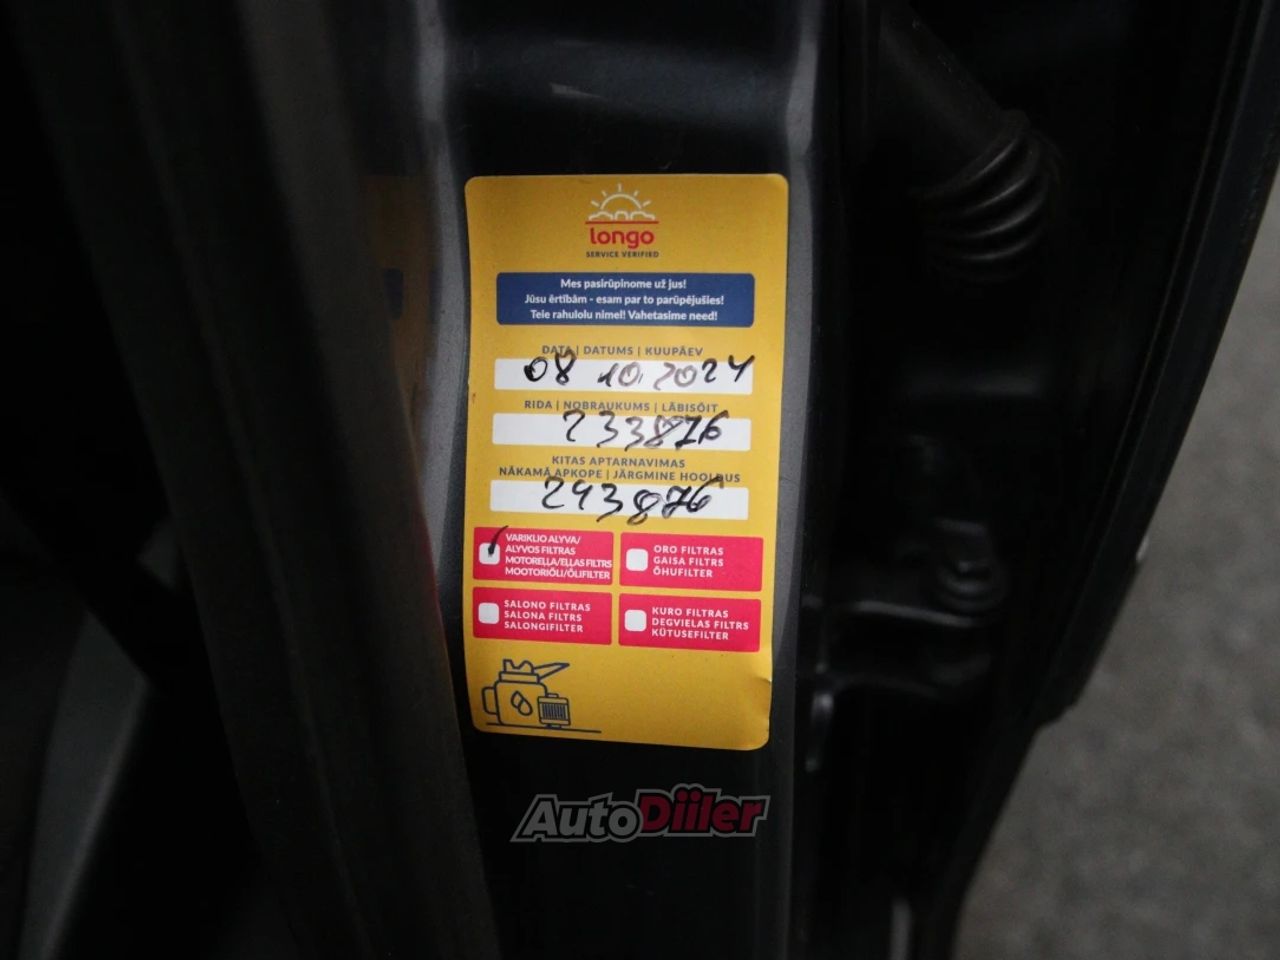 longo
SERVICE VERIFIED
Mes pasirūpinome už jus!
Jūsu ērtībām - esam par to parūpējušies!
Teie rahulolu nimel! Vahetasime need!
DATA | DATUMS | KUUPÄEV
08 10.2024
RIDA | NOBRAUKUMS | LÄBISÕIT
233876
KITAS APTARNAVIMAS
NĀKAMĀ APKOPE | JÄRGMINE HOOLDUS
243876
VARIKLIO ALYVA/
ALYVOS FILTRAS
MOTOREĻĻA/EĻĻAS FILTRS
MOOTORIÕLI/ÕLIFILTER
ORO FILTRAS
GAISA FILTRS
ÕHUFILTER
SALONO FILTRAS
SALONA FILTRS
SALONGIFILTER
KURO FILTRAS
DEGVIELAS FILTRS
KÜTUSEFILTER
AutoDiiler